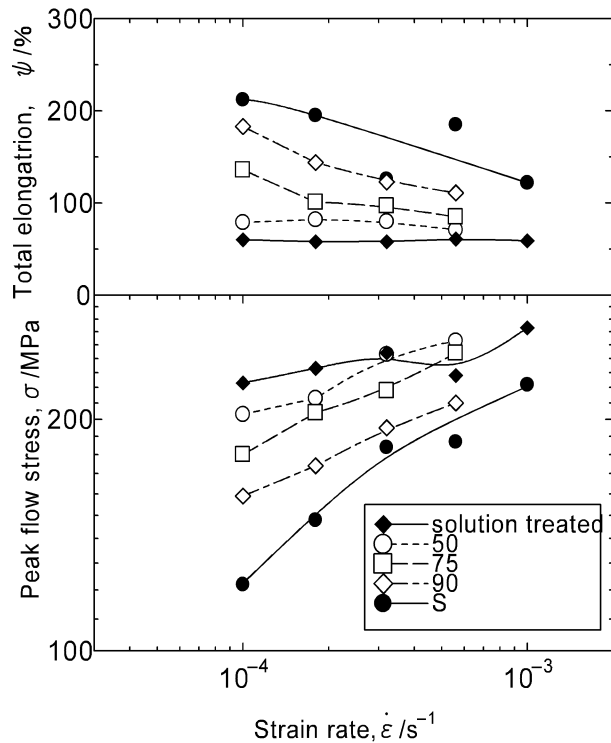 300
200
100
0
Total elongatrion, ψ /%
200
100
Peak flow stress, σ /MPa
solution treated
50
75
90
S
10⁻⁴
10⁻³
Strain rate, ε̇ /s⁻¹